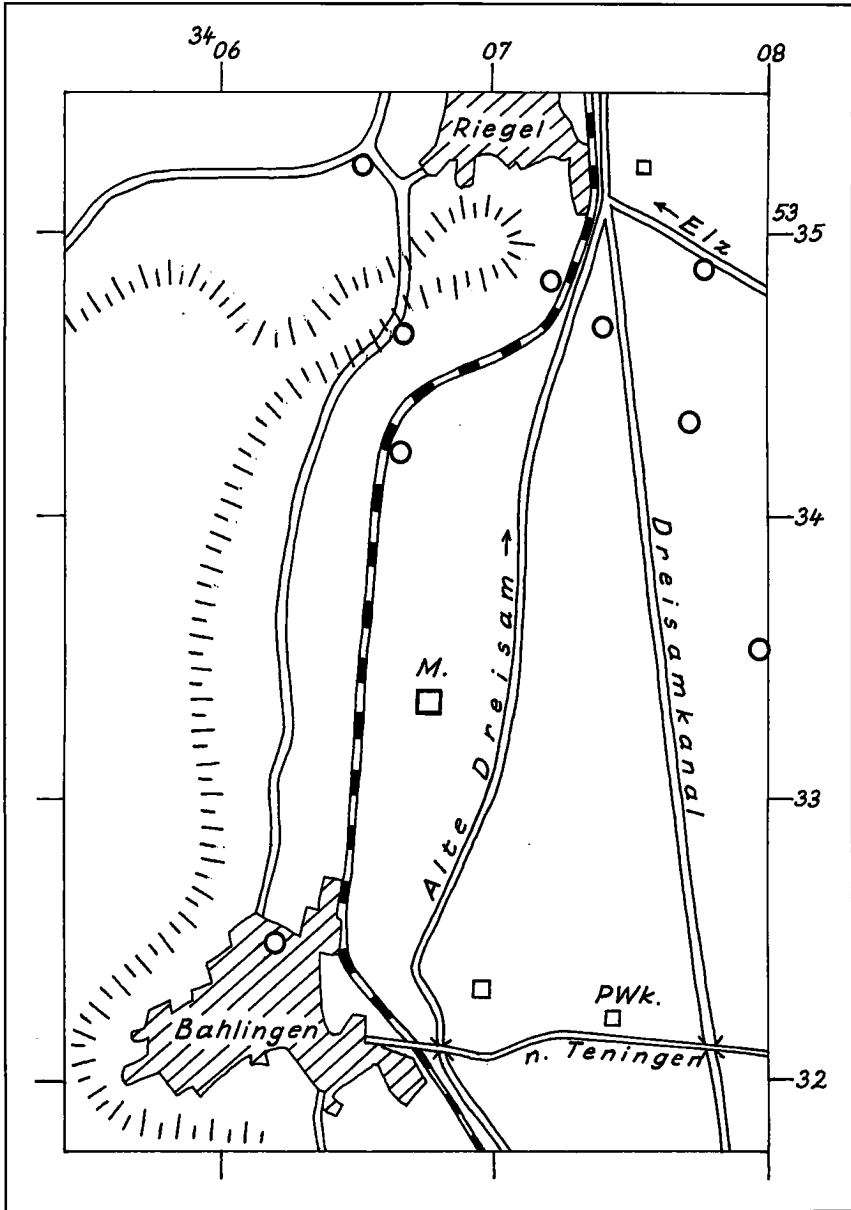 34 06
07
08
Riegel
← Elz
53
35
34
Dreisamkanal
M.
Alte Dreisam →
33
PWk.
Bahlingen
n. Teningen
32